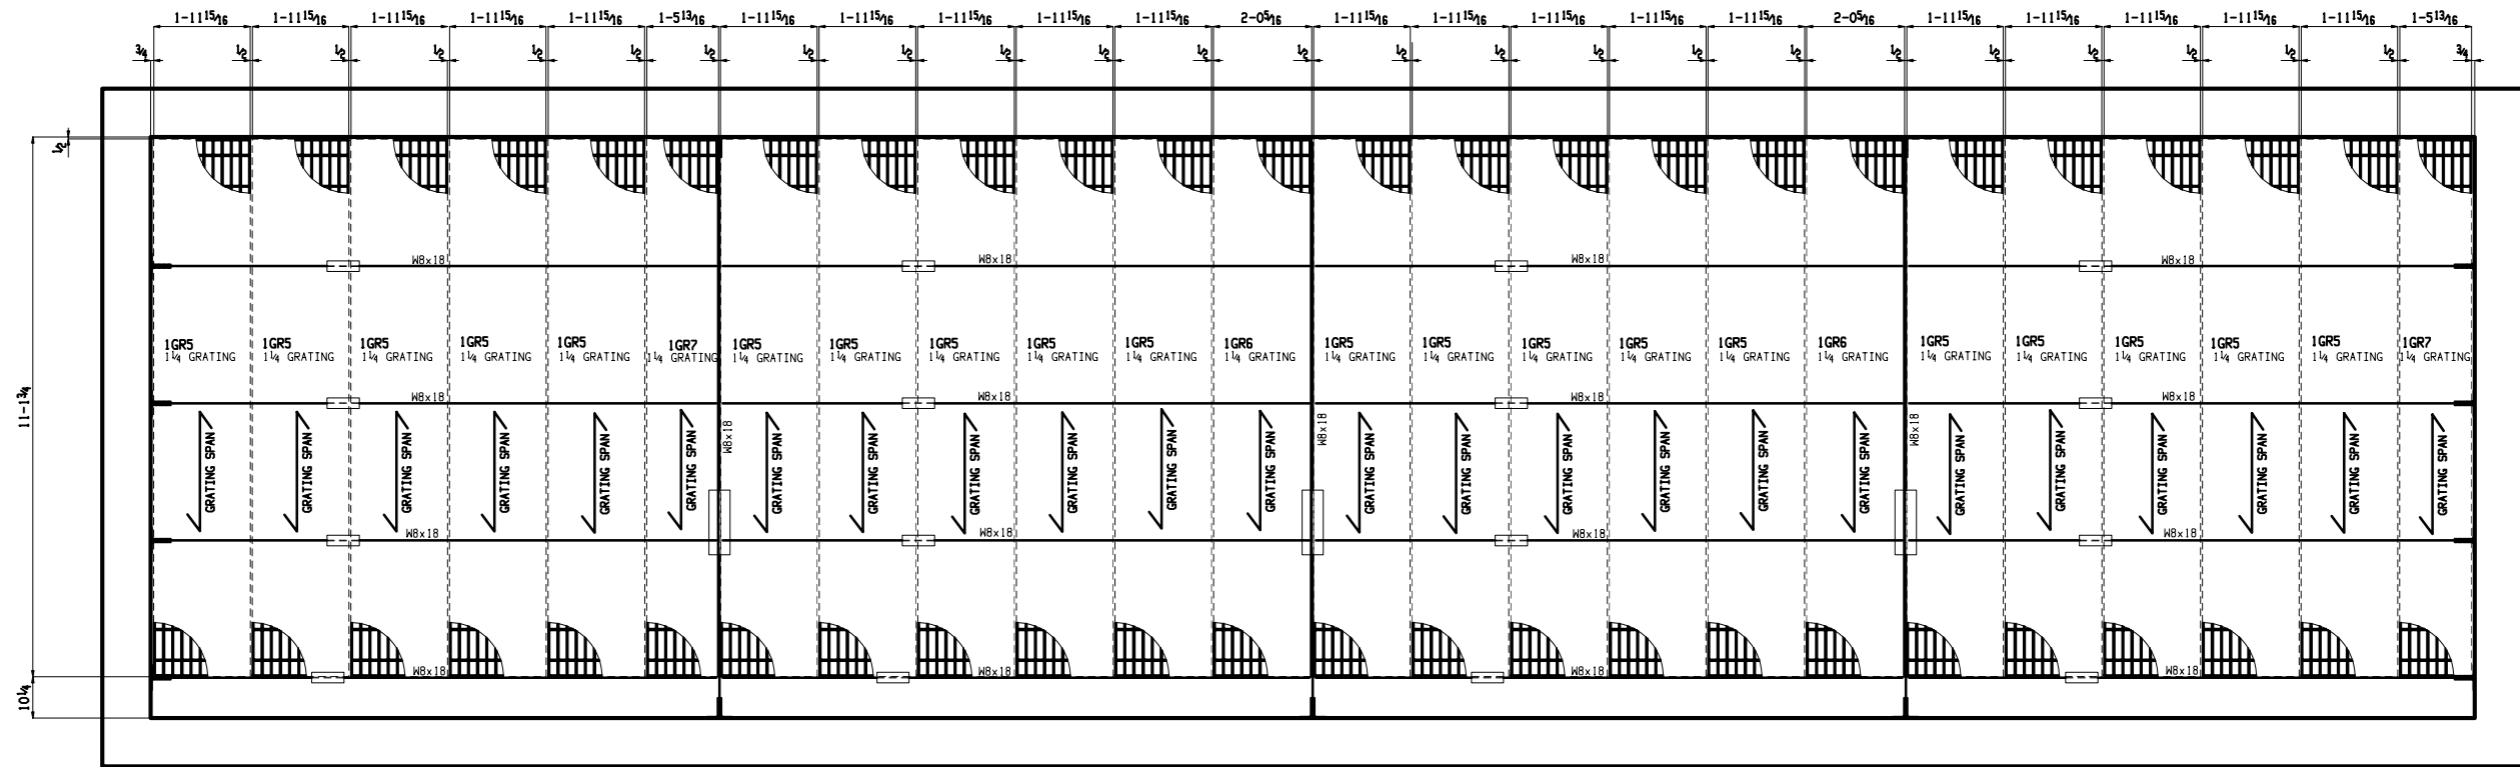 1-11 15/16 1-11 15/16 1-11 15/16 1-11 15/16 1-11 15/16 1-5 13/16 1-11 15/16 1-11 15/16 1-11 15/16 1-11 15/16 1-11 15/16 2-0 5/16 1-11 15/16 1-11 15/16 1-11 15/16 1-11 15/16 1-11 15/16 2-0 5/16 1-11 15/16 1-11 15/16 1-11 15/16 1-11 15/16 1-11 15/16 1-5 13/16
3/4 1/2 1/2 1/2 1/2 1/2 1/2 1/2 1/2 1/2 1/2 1/2 1/2 1/2 1/2 1/2 1/2 1/2 1/2 1/2 1/2 1/2 1/2 1/2 3/4
1/2
W8x18 W8x18 W8x18 W8x18
1GR5 1GR5 1GR5 1GR5 1GR5 1GR7 1GR5 1GR5 1GR5 1GR5 1GR5 1GR6 1GR5 1GR5 1GR5 1GR5 1GR5 1GR6 1GR5 1GR5 1GR5 1GR5 1GR5 1GR7
1 1/4 GRATING 1 1/4 GRATING 1 1/4 GRATING 1 1/4 GRATING 1 1/4 GRATING 1 1/4 GRATING 1 1/4 GRATING 1 1/4 GRATING 1 1/4 GRATING 1 1/4 GRATING 1 1/4 GRATING 1 1/4 GRATING 1 1/4 GRATING 1 1/4 GRATING 1 1/4 GRATING 1 1/4 GRATING 1 1/4 GRATING 1 1/4 GRATING 1 1/4 GRATING 1 1/4 GRATING 1 1/4 GRATING 1 1/4 GRATING 1 1/4 GRATING 1 1/4 GRATING
11-1 3/4
W8x18 W8x18 W8x18 W8x18
W8x18 W8x18 W8x18
GRATING SPAN GRATING SPAN GRATING SPAN GRATING SPAN GRATING SPAN GRATING SPAN GRATING SPAN GRATING SPAN GRATING SPAN GRATING SPAN GRATING SPAN GRATING SPAN GRATING SPAN GRATING SPAN GRATING SPAN GRATING SPAN GRATING SPAN GRATING SPAN GRATING SPAN GRATING SPAN GRATING SPAN GRATING SPAN GRATING SPAN GRATING SPAN
W8x18 W8x18 W8x18 W8x18
W8x18 W8x18 W8x18 W8x18
10 1/4